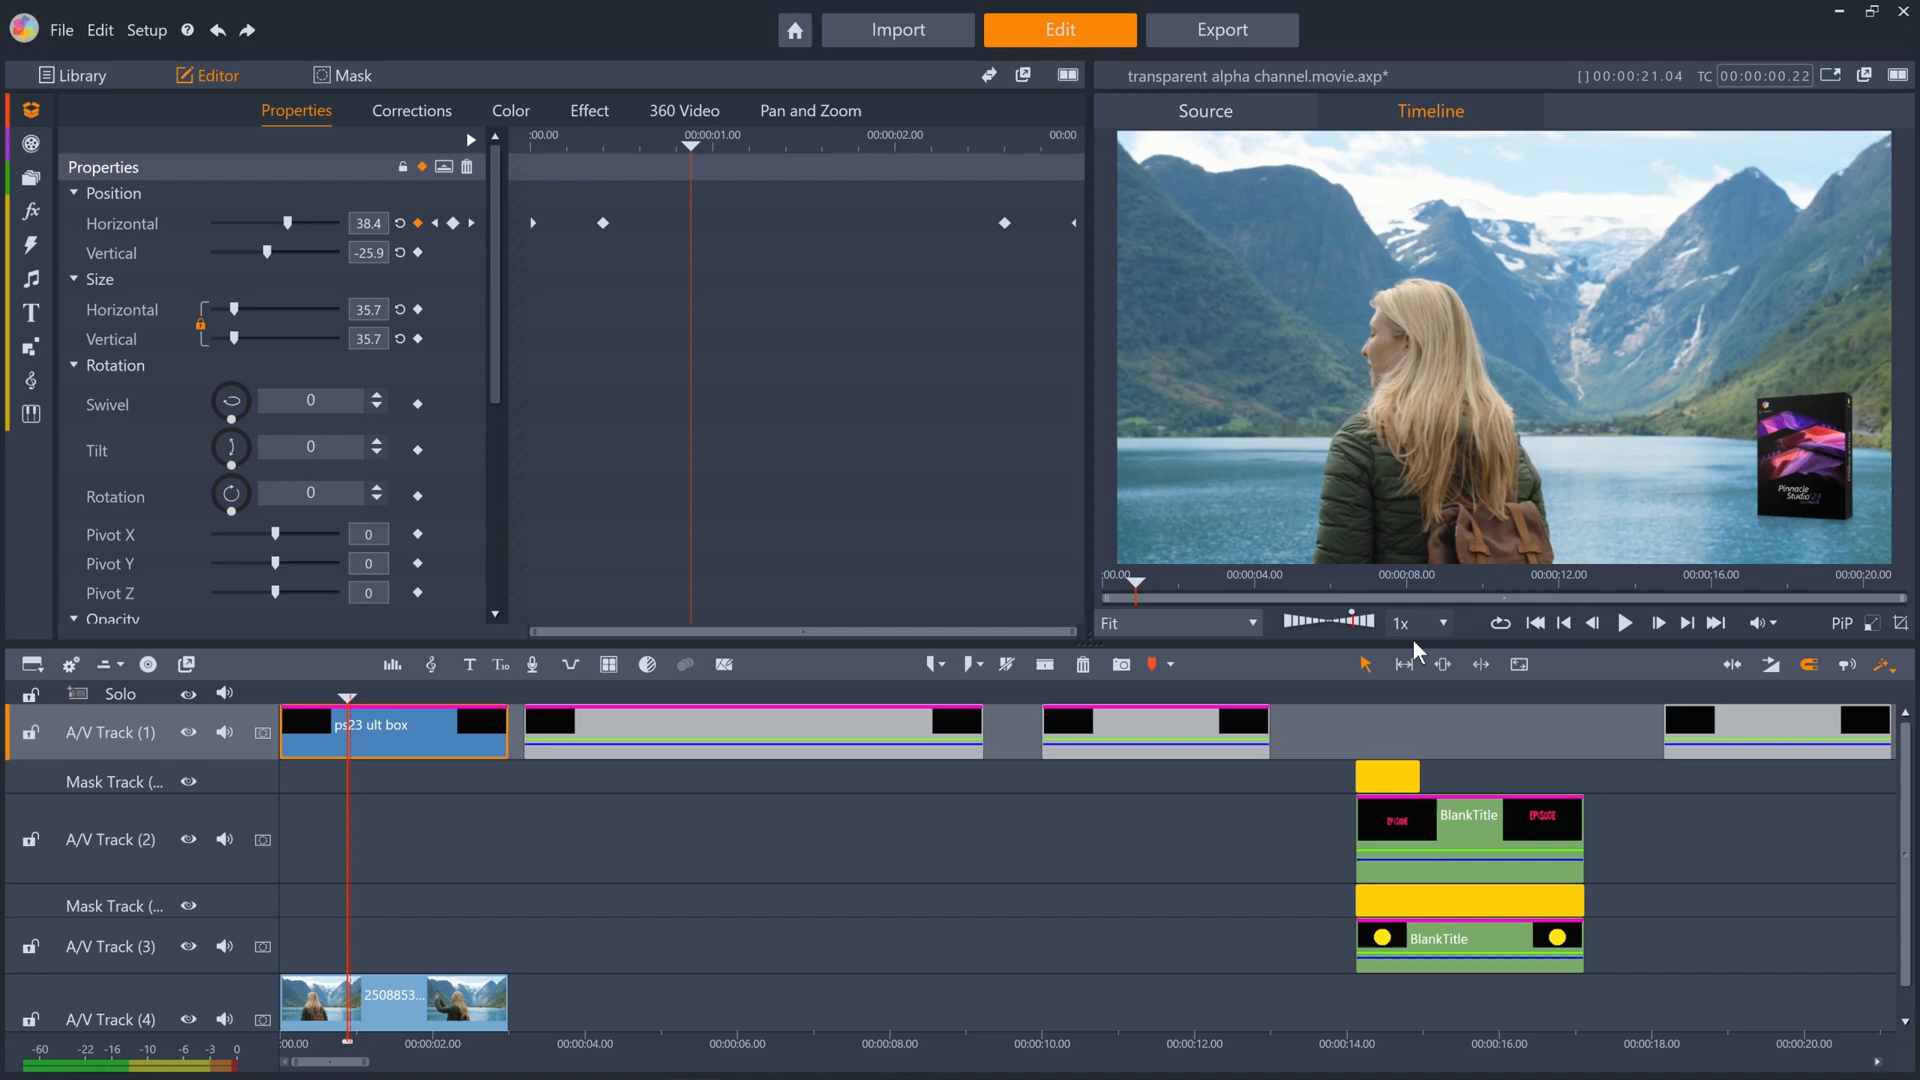 File Edit Setup
Import Edit Export
Library Editor Mask
transparent alpha channel.movie.axp*
[ ] 00:00:21.04 TC 00:00:00.22
Properties Corrections Color Effect 360 Video Pan and Zoom
Source Timeline
:00.00 00:00:01.00 00:00:02.00 00:00
Properties
Position
Horizontal 38.4
Vertical -25.9
Size
Horizontal 35.7
Vertical 35.7
Rotation
Swivel 0
Tilt 0
Rotation 0
Pivot X 0
Pivot Y 0
Pivot Z 0
Opacity
Pinnacle
Studio 23
ULTIMATE
:00.00 00:00:04.00 00:00:08.00 00:00:12.00 00:00:16.00 00:00:20.00
Fit 1x PiP
Solo
A/V Track (1)
ps23 ult box
Mask Track (...
A/V Track (2)
EPISODE BlankTitle EPISODE
Mask Track (...
A/V Track (3)
BlankTitle
A/V Track (4)
2508853...
-60 -22 -16 -10 -6 -3 0
:00.00 00:00:02.00 00:00:04.00 00:00:06.00 00:00:08.00 00:00:10.00 00:00:12.00 00:00:14.00 00:00:16.00 00:00:18.00 00:00:20.00